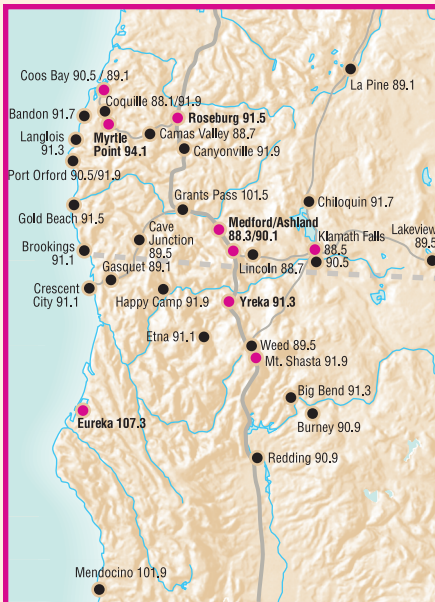 La Pine 89.1
Coos Bay 90.5 / 89.1
Coquille 88.1/91.9
Bandon 91.7
Roseburg 91.5
Myrtle
Point 94.1
Camas Valley 88.7
Langlois
91.3
Canyonville 91.9
Port Orford 90.5/91.9
Grants Pass 101.5
Chiloquin 91.7
Gold Beach 91.5
Medford/Ashland
88.3/90.1
Cave
Junction
89.5
Klamath Falls
88.5
90.5
Lakeview
89.5
Brookings
91.1
Lincoln 88.7
Gasquet 89.1
Crescent
City 91.1
Happy Camp 91.9
Yreka 91.3
Etna 91.1
Weed 89.5
Mt. Shasta 91.9
Big Bend 91.3
Eureka 107.3
Burney 90.9
Redding 90.9
Mendocino 101.9